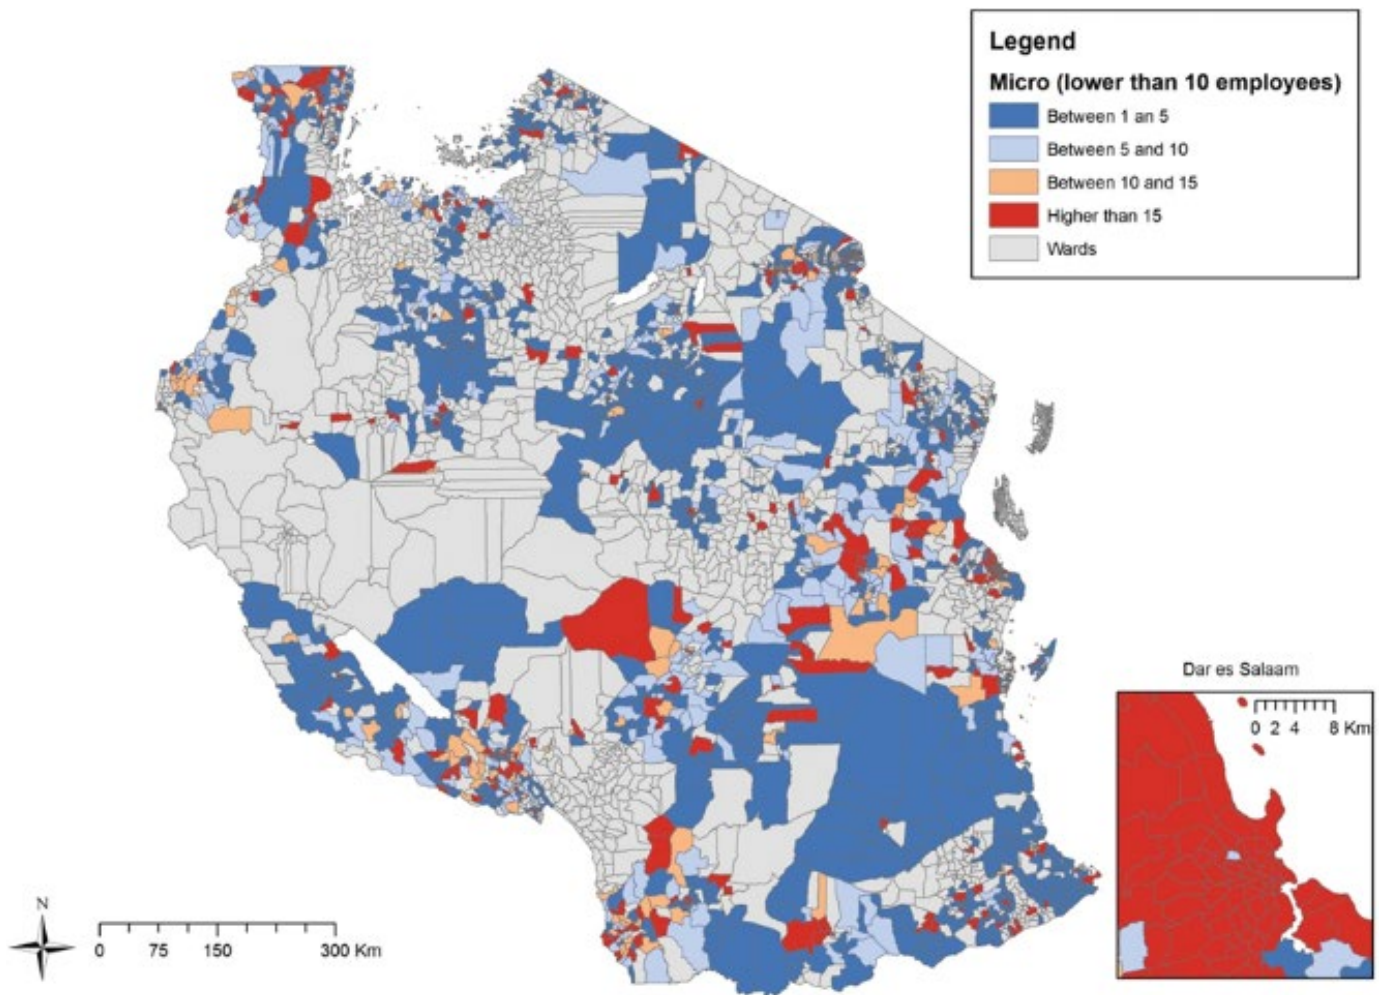 Legend
Micro (lower than 10 employees)
Between 1 an 5
Between 5 and 10
Between 10 and 15
Higher than 15
Wards
Dar es Salaam
0 2 4 8 Km
N
0 75 150 300 Km